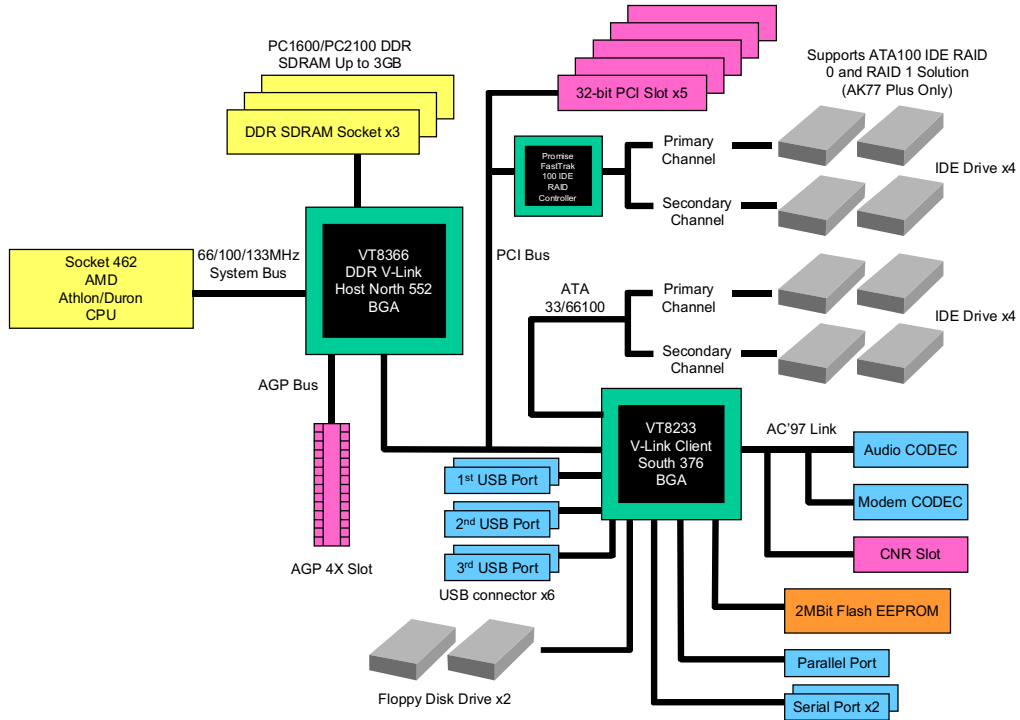 PC1600/PC2100 DDR
SDRAM Up to 3GB
DDR SDRAM Socket x3
32-bit PCI Slot x5
Supports ATA100 IDE RAID
0 and RAID 1 Solution
(AK77 Plus Only)
Promise
FastTrak
100 IDE
RAID
Controller
Primary
Channel
Secondary
Channel
IDE Drive x4
Socket 462
AMD
Athlon/Duron
CPU
66/100/133MHz
System Bus
VT8366
DDR V-Link
Host North 552
BGA
PCI Bus
ATA
33/66100
Primary
Channel
Secondary
Channel
IDE Drive x4
AGP Bus
AGP 4X Slot
VT8233
V-Link Client
South 376
BGA
AC'97 Link
Audio CODEC
Modem CODEC
CNR Slot
1st USB Port
2nd USB Port
3rd USB Port
USB connector x6
2MBit Flash EEPROM
Parallel Port
Serial Port x2
Floppy Disk Drive x2